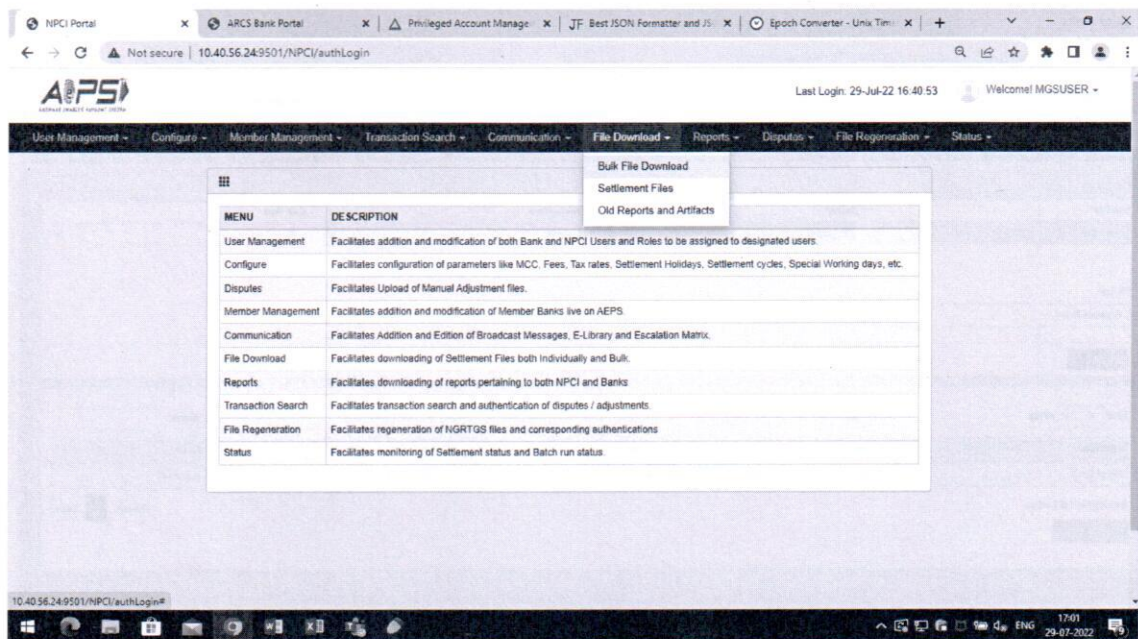 NPCI Portal
ARCS Bank Portal
Privileged Account Manage
JF Best JSON Formatter and JS
Epoch Converter - Unix Tim
Not secure | 10.40.56.24:9501/NPCI/authLogin
AePS
Last Login: 29-Jul-22 16:40.53
Welcome! MGSUSER
User Management
Configure
Member Management
Transaction Search
Communication
File Download
Reports
Disputes
File Regeneration
Status
Bulk File Download
Settlement Files
Old Reports and Artifacts
MENU DESCRIPTION
User Management Facilitates addition and modification of both Bank and NPCI Users and Roles to be assigned to designated users.
Configure Facilitates configuration of parameters like MCC, Fees, Tax rates, Settlement Holidays, Settlement cycles, Special Working days, etc.
Disputes Facilitates Upload of Manual Adjustment files.
Member Management Facilitates addition and modification of Member Banks live on AEPS.
Communication Facilitates Addition and Edition of Broadcast Messages, E-Library and Escalation Matrix.
File Download Facilitates downloading of Settlement Files both Individually and Bulk.
Reports Facilitates downloading of reports pertaining to both NPCI and Banks
Transaction Search Facilitates transaction search and authentication of disputes / adjustments.
File Regeneration Facilitates regeneration of NGRTGS files and corresponding authentications
Status Facilitates monitoring of Settlement status and Batch run status.
10.40.56.24:9501/NPCI/authLogin#
ENG
17:01
29-07-2022